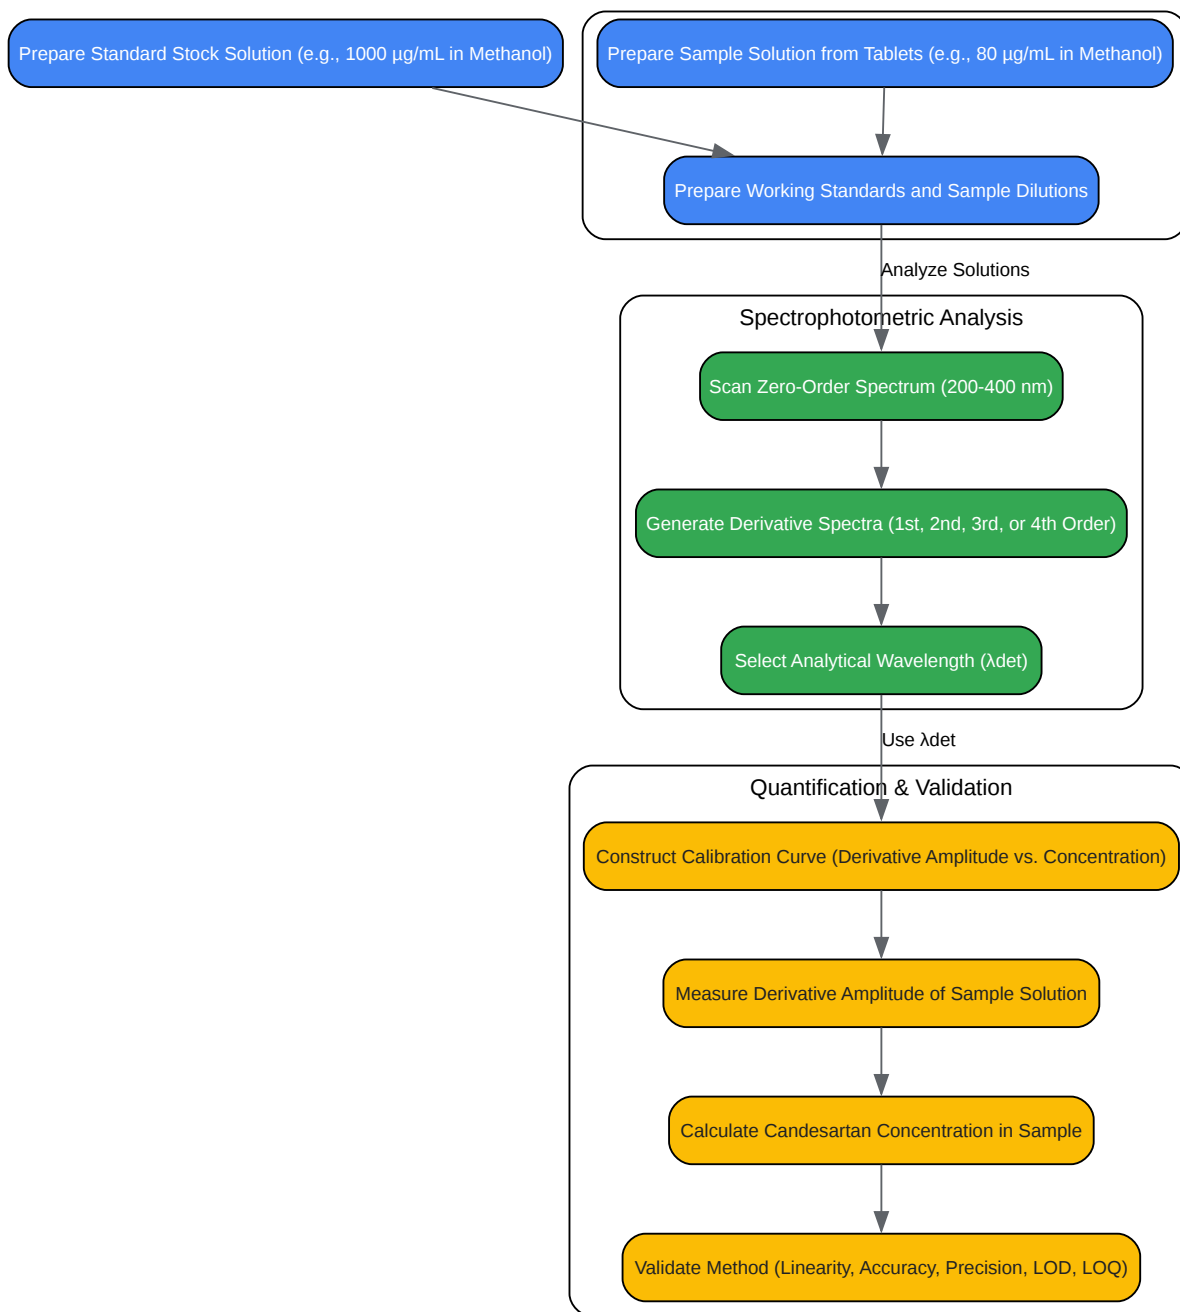 Prepare Standard Stock Solution (e.g., 1000 µg/mL in Methanol)
Prepare Sample Solution from Tablets (e.g., 80 µg/mL in Methanol)
Prepare Working Standards and Sample Dilutions
Analyze Solutions
Spectrophotometric Analysis
Scan Zero-Order Spectrum (200-400 nm)
Generate Derivative Spectra (1st, 2nd, 3rd, or 4th Order)
Select Analytical Wavelength (λdet)
Use λdet
Quantification & Validation
Construct Calibration Curve (Derivative Amplitude vs. Concentration)
Measure Derivative Amplitude of Sample Solution
Calculate Candesartan Concentration in Sample
Validate Method (Linearity, Accuracy, Precision, LOD, LOQ)